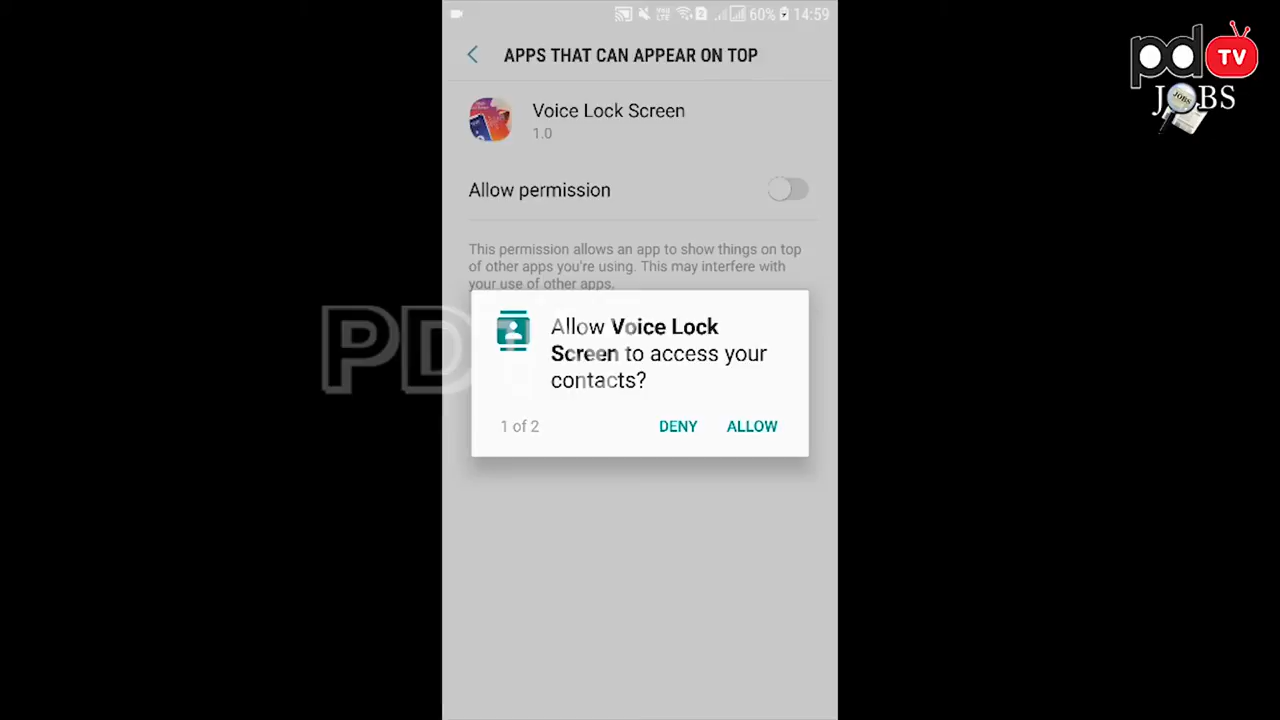 60% 14:59
APPS THAT CAN APPEAR ON TOP
Voice Lock Screen
1.0
Allow permission
This permission allows an app to show things on top
of other apps you're using. This may interfere with
your use of other apps.
Allow Voice Lock
Screen to access your
contacts?
1 of 2
DENY
ALLOW
PD
pd TV
JOBS